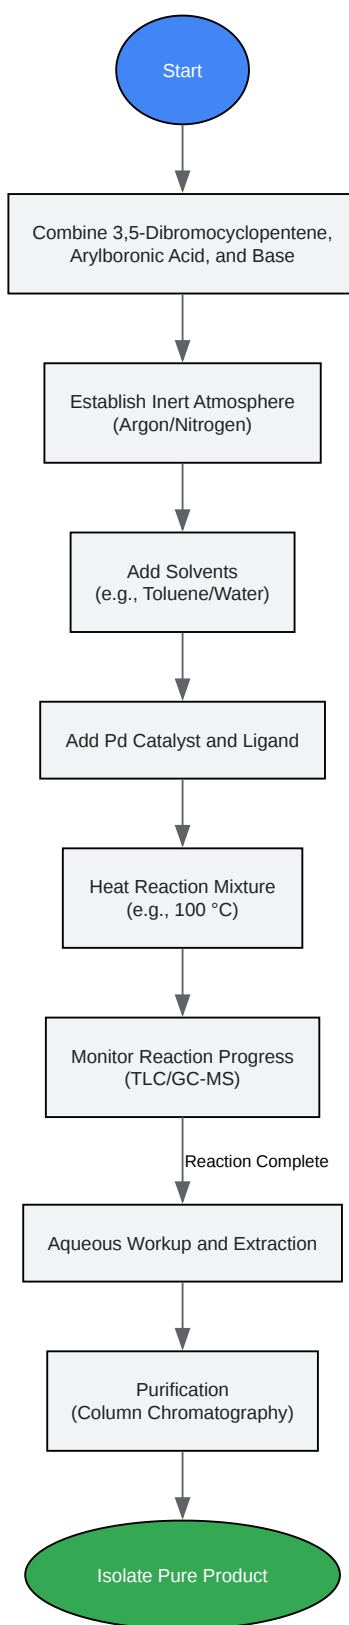 Start
Combine 3,5-Dibromocyclopentene,
Arylboronic Acid, and Base
Establish Inert Atmosphere
(Argon/Nitrogen)
Add Solvents
(e.g., Toluene/Water)
Add Pd Catalyst and Ligand
Heat Reaction Mixture
(e.g., 100 °C)
Monitor Reaction Progress
(TLC/GC-MS)
Reaction Complete
Aqueous Workup and Extraction
Purification
(Column Chromatography)
Isolate Pure Product